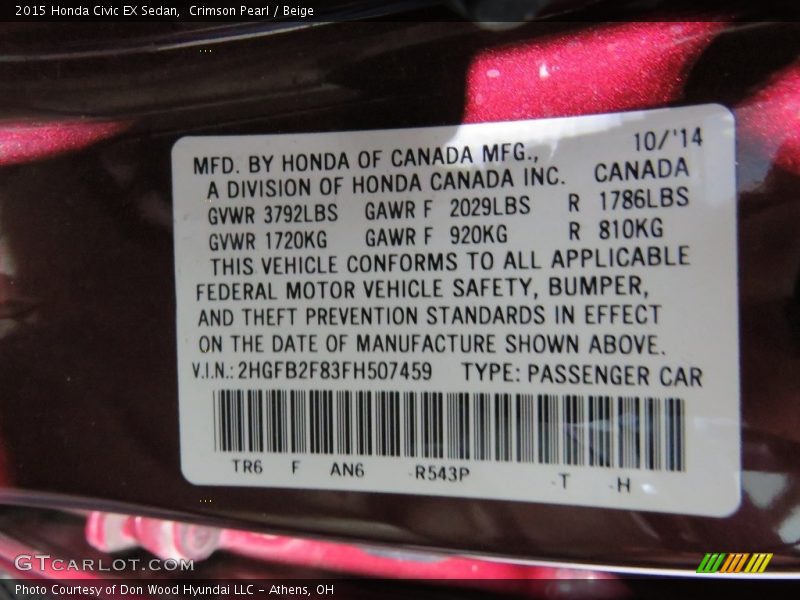 2015 Honda Civic EX Sedan,  Crimson Pearl / Beige
10/'14
MFD. BY HONDA OF CANADA MFG.,
A DIVISION OF HONDA CANADA INC. CANADA
GVWR 3792LBS GAWR F 2029LBS R 1786LBS
GVWR 1720KG GAWR F 920KG R 810KG
THIS VEHICLE CONFORMS TO ALL APPLICABLE
FEDERAL MOTOR VEHICLE SAFETY, BUMPER,
AND THEFT PREVENTION STANDARDS IN EFFECT
ON THE DATE OF MANUFACTURE SHOWN ABOVE.
V.I.N.: 2HGFB2F83FH507459 TYPE: PASSENGER CAR
TR6 F AN6 -R543P -T -H
GTCARLOT.COM
Photo Courtesy of Don Wood Hyundai LLC - Athens, OH